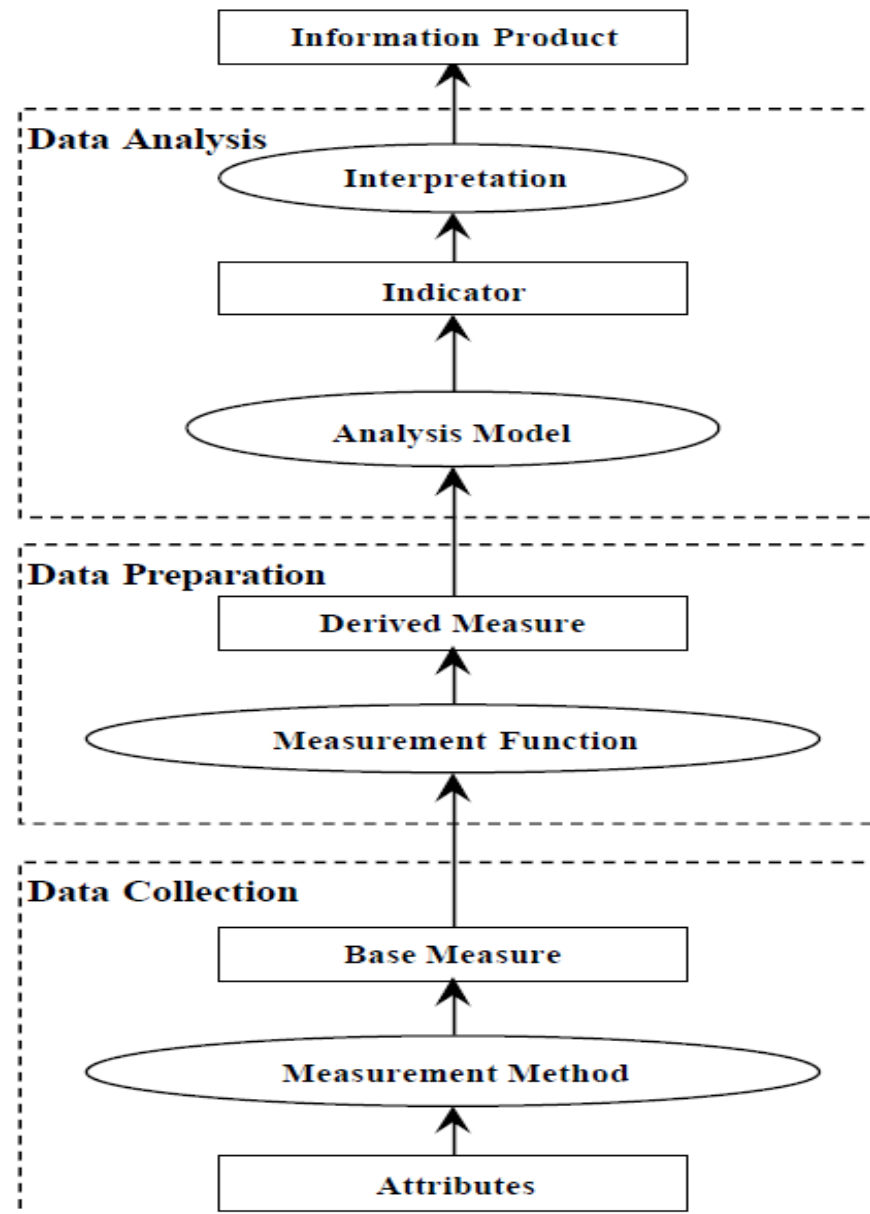 Information Product
Data Analysis
Interpretation
Indicator
Analysis Model
Data Preparation
Derived Measure
Measurement Function
Data Collection
Base Measure
Measurement Method
Attributes